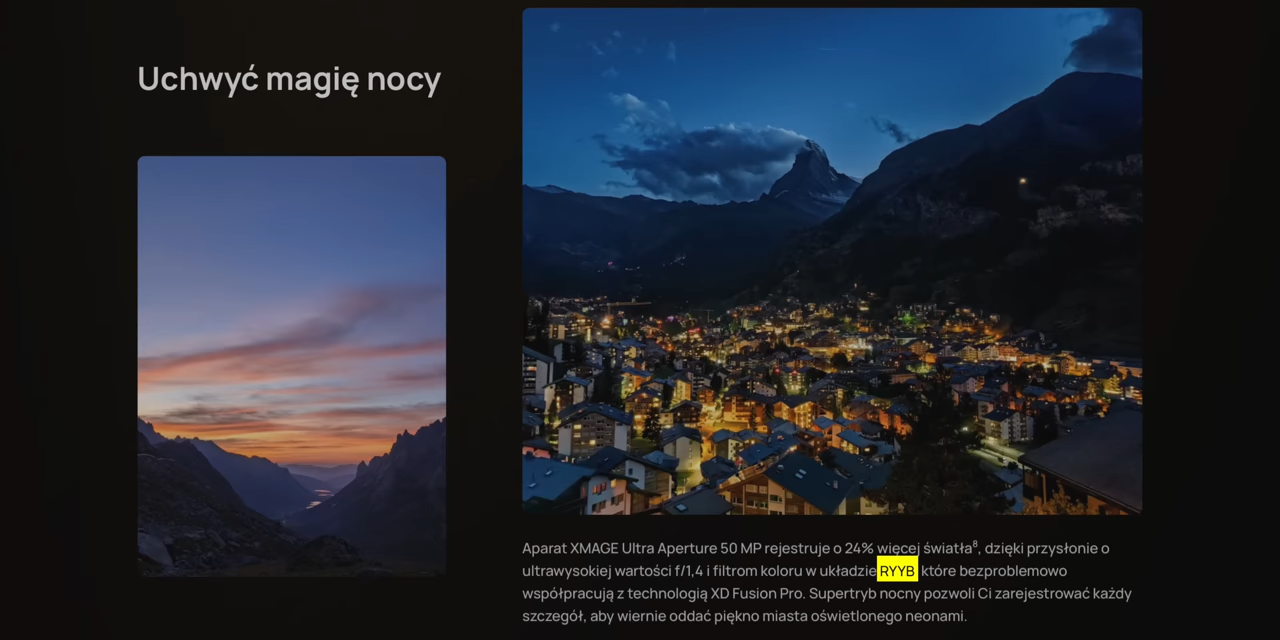 Uchwyć magię nocy
Aparat XMAGE Ultra Aperture 50 MP rejestruje o 24% więcej światła⁸, dzięki przysłonie o
ultrawysokiej wartości f/1,4 i filtrom koloru w układzie RYYB które bezproblemowo
współpracują z technologią XD Fusion Pro. Supertryb nocny pozwoli Ci zarejestrować każdy
szczegół, aby wiernie oddać piękno miasta oświetlonego neonami.